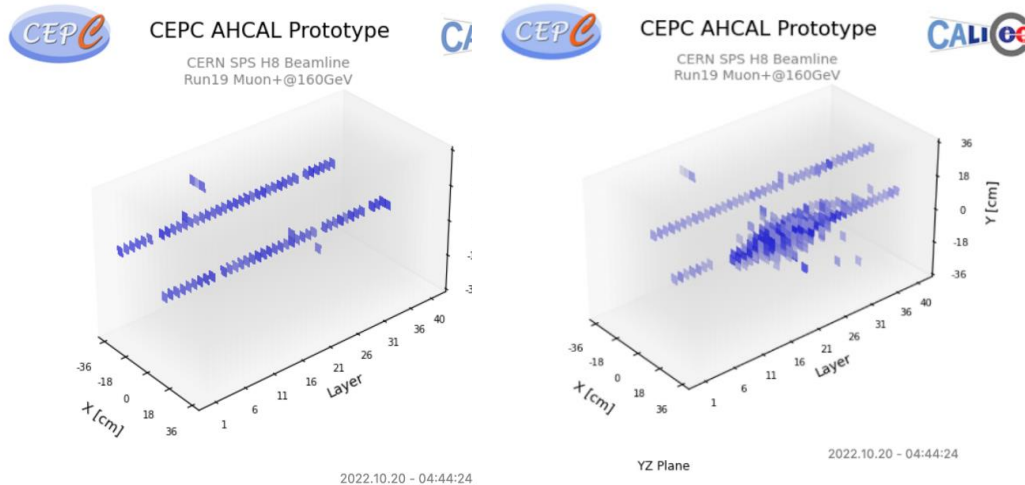 CEPC
CEPC AHCAL Prototype
CA
CERN SPS H8 Beamline
Run19 Muon+@160GeV
-36
-18
0
18
36
X [cm]
1
6
11
16
21
26
31
36
40
Layer
-3
-3
2022.10.20 - 04:44:24
CEPC
CEPC AHCAL Prototype
CALICE
CERN SPS H8 Beamline
Run19 Muon+@160GeV
36
18
0
-18
-36
Y [cm]
-36
-18
0
18
36
X [cm]
1
6
11
16
21
26
31
36
40
Layer
YZ Plane
2022.10.20 - 04:44:24